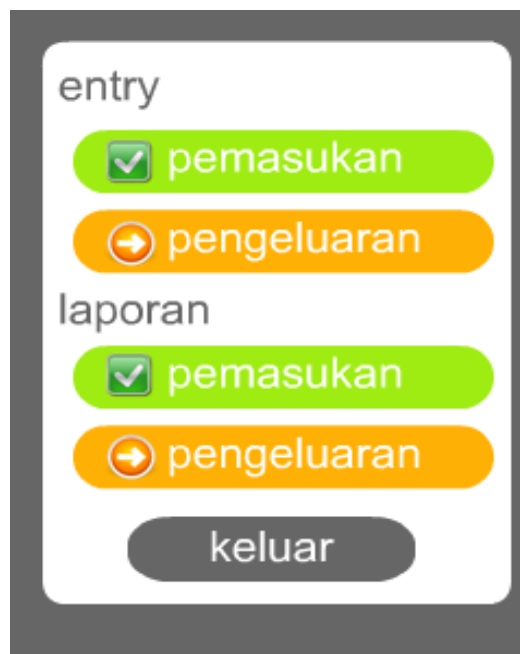 entry
pemasukan
pengeluaran
laporan
pemasukan
pengeluaran
keluar